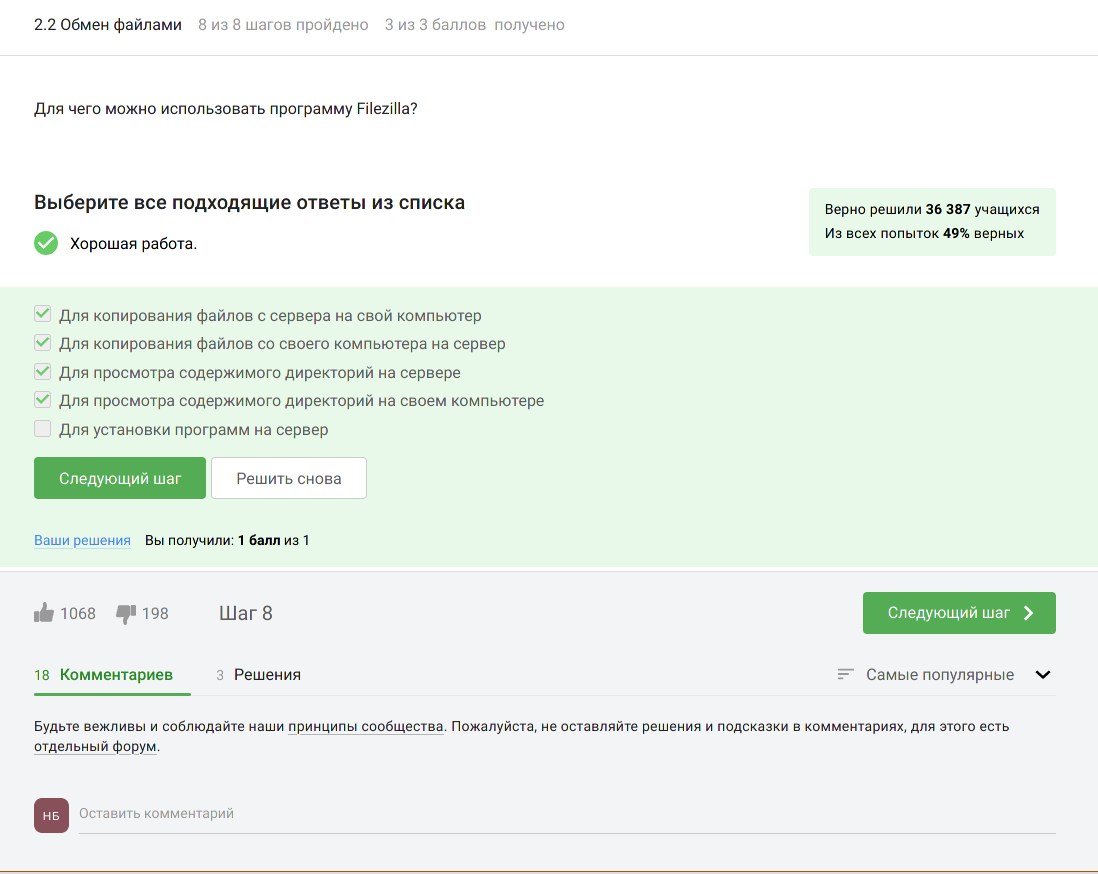 2.2 Обмен файлами 8 из 8 шагов пройдено 3 из 3 баллов получено
Для чего можно использовать программу Filezilla?
Выберите все подходящие ответы из списка
Хорошая работа.
Верно решили 36 387 учащихся
Из всех попыток 49% верных
Для копирования файлов с сервера на свой компьютер
Для копирования файлов со своего компьютера на сервер
Для просмотра содержимого директорий на сервере
Для просмотра содержимого директорий на своем компьютере
Для установки программ на сервер
Следующий шаг Решить снова
Ваши решения Вы получили: 1 балл из 1
1068 198 Шаг 8 Следующий шаг
18 Комментариев 3 Решения Самые популярные
Будьте вежливы и соблюдайте наши принципы сообщества. Пожалуйста, не оставляйте решения и подсказки в комментариях, для этого есть
отдельный форум.
НБ Оставить комментарий